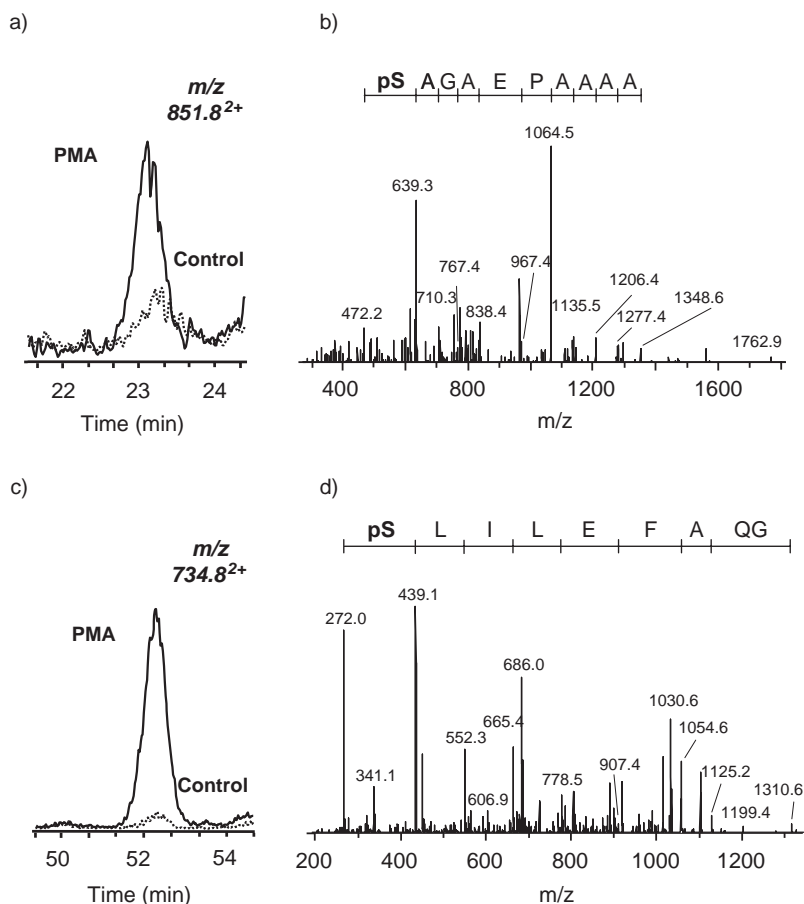 a)
m/z
851.8²⁺
PMA
Control
22 23 24
Time (min)
b)
pS A G A E P A A A A
1064.5
639.3
767.4
967.4
710.3
838.4
1135.5
1206.4
472.2
1277.4
1348.6
1762.9
400 800 1200 1600
m/z
c)
m/z
734.8²⁺
PMA
Control
50 52 54
Time (min)
d)
pS L I L E F A QG
439.1
272.0
686.0
1030.6
665.4
552.3
1054.6
341.1
907.4
778.5
606.9
1125.2
1310.6
1199.4
200 400 600 800 1000 1200
m/z